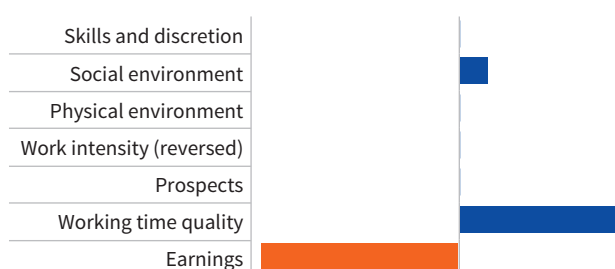 Skills and discretion
Social environment
Physical environment
Work intensity (reversed)
Prospects
Working time quality
Earnings